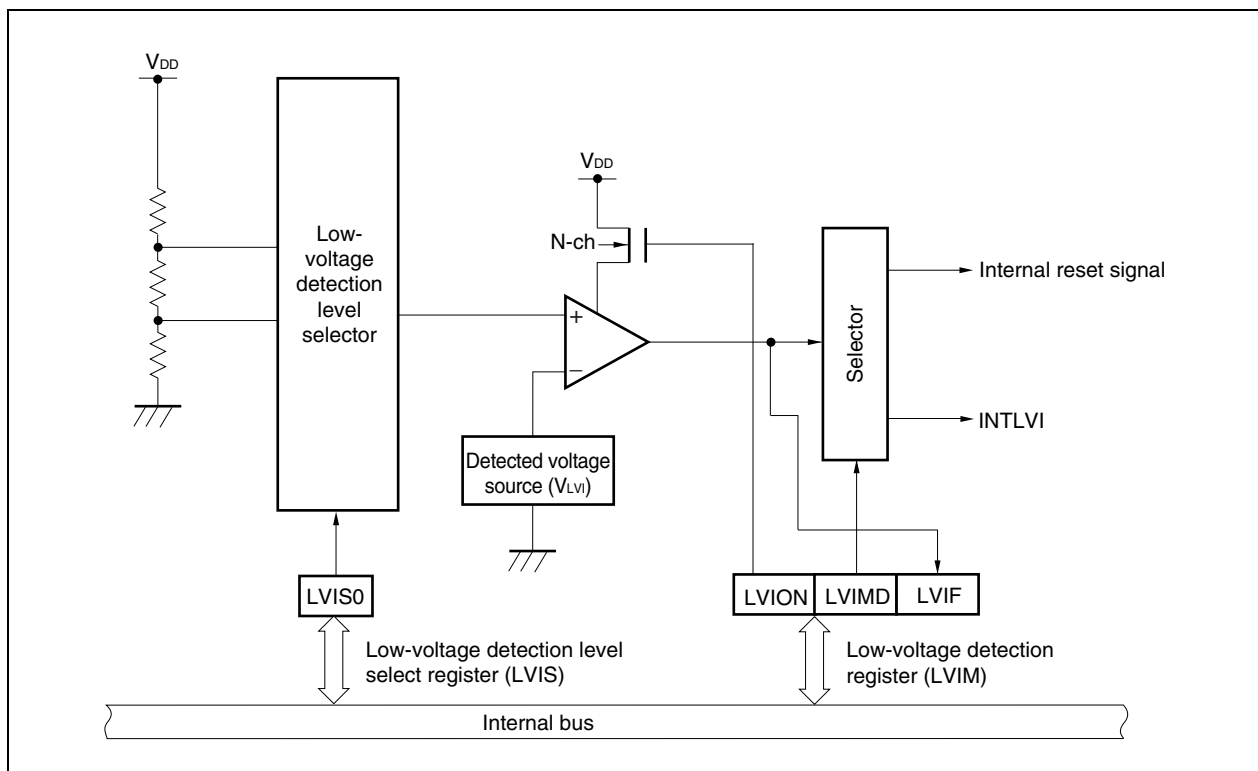 VDD
Low-
voltage
detection
level
selector
VDD
N-ch
+
−
Detected voltage
source (VLVI)
Selector
Internal reset signal
INTLVI
LVIS0
LVION LVIMD LVIF
Low-voltage detection level
select register (LVIS)
Low-voltage detection
register (LVIM)
Internal bus